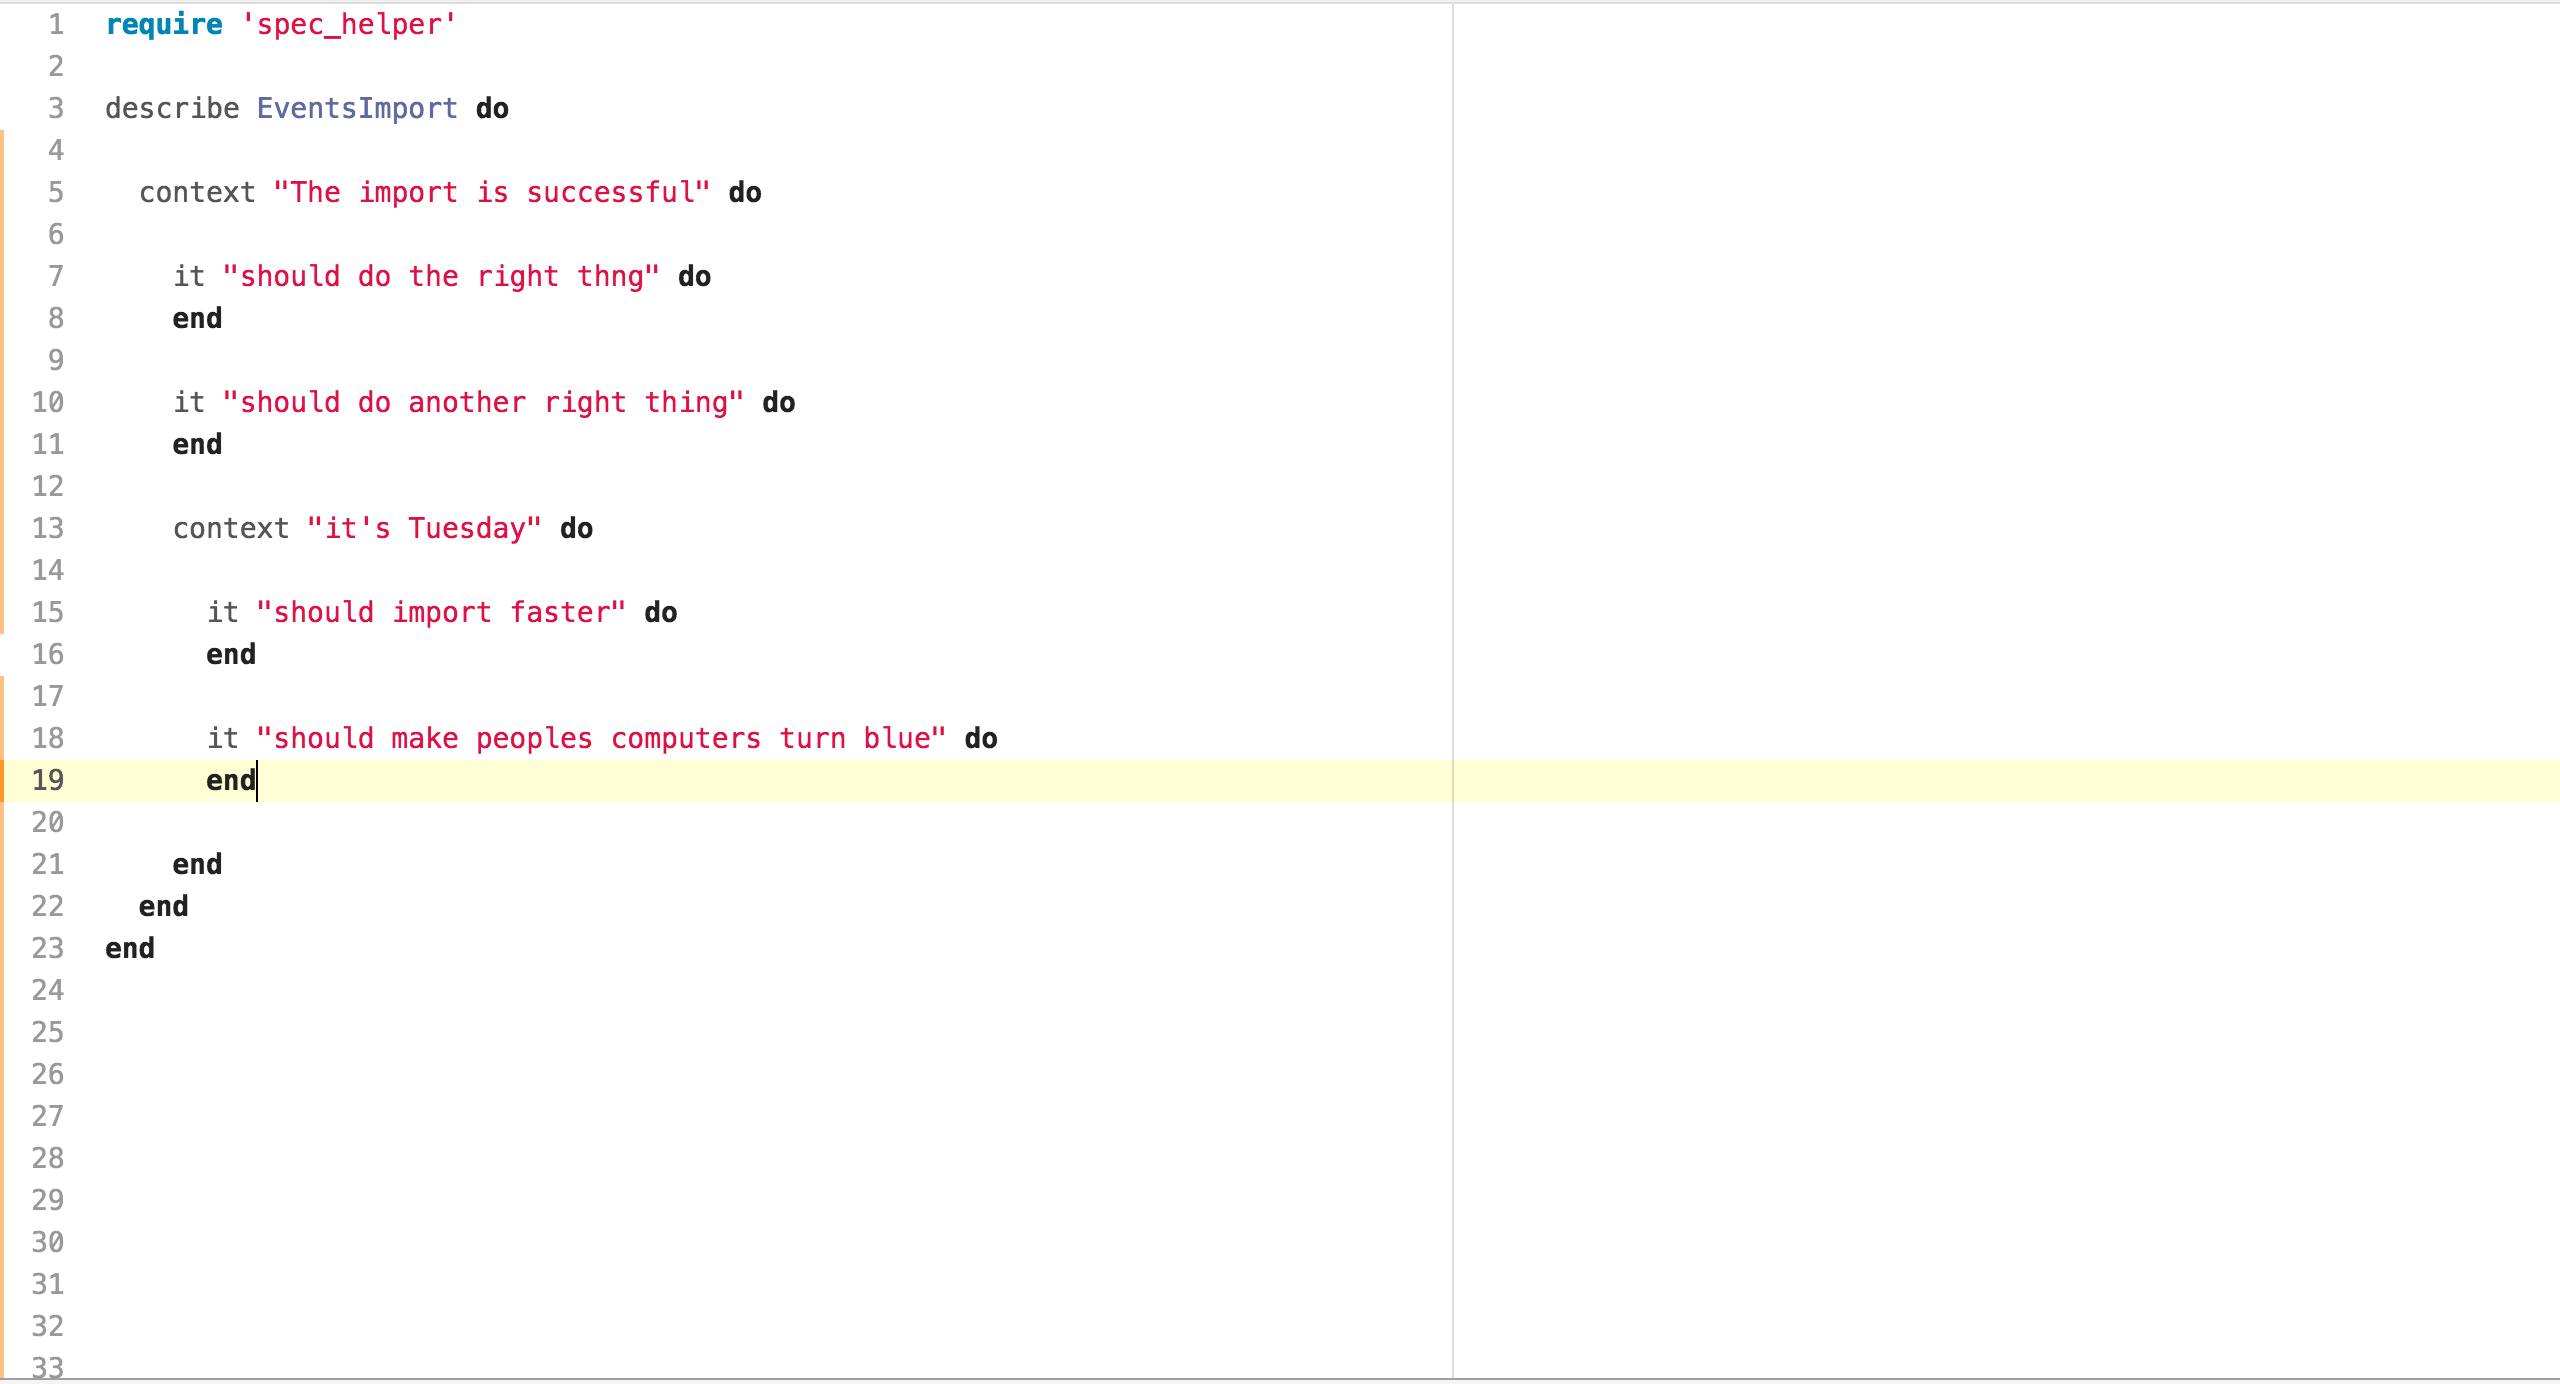 1 require 'spec_helper'
2
3 describe EventsImport do
4
5 context "The import is successful" do
6
7 it "should do the right thng" do
8 end
9
10 it "should do another right thing" do
11 end
12
13 context "it's Tuesday" do
14
15 it "should import faster" do
16 end
17
18 it "should make peoples computers turn blue" do
19 end
20
21 end
22 end
23 end
24
25
26
27
28
29
30
31
32
33